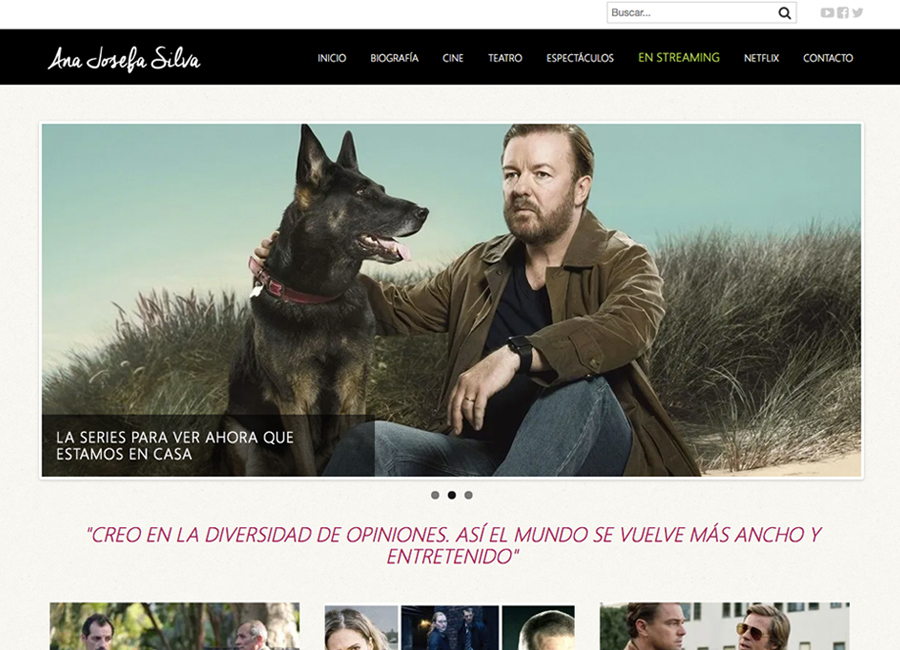 Buscar...
Ana Josefa Silva
INICIO BIOGRAFÍA CINE TEATRO ESPECTÁCULOS EN STREAMING NETFLIX CONTACTO
LA SERIES PARA VER AHORA QUE
ESTAMOS EN CASA
"CREO EN LA DIVERSIDAD DE OPINIONES. ASÍ EL MUNDO SE VUELVE MÁS ANCHO Y
ENTRETENIDO"